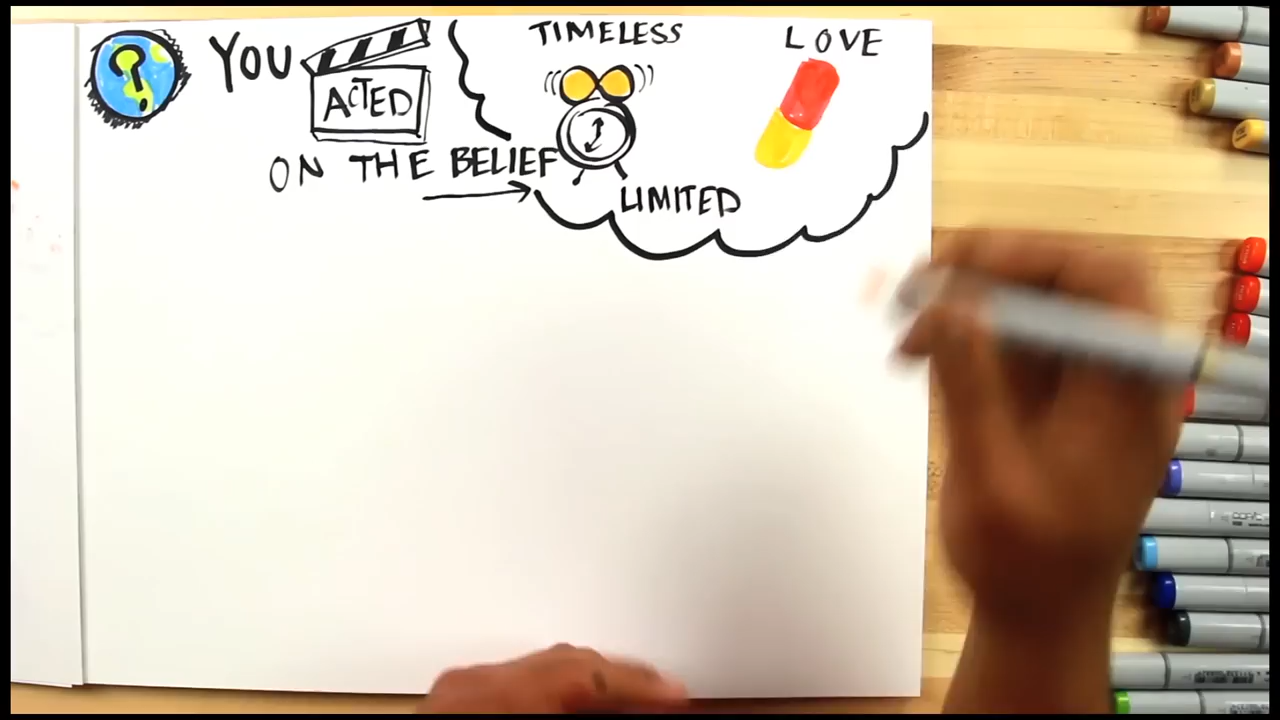 TIMELESS
LOVE
YOU
ACTED
ON THE BELIEF
LIMITED
?